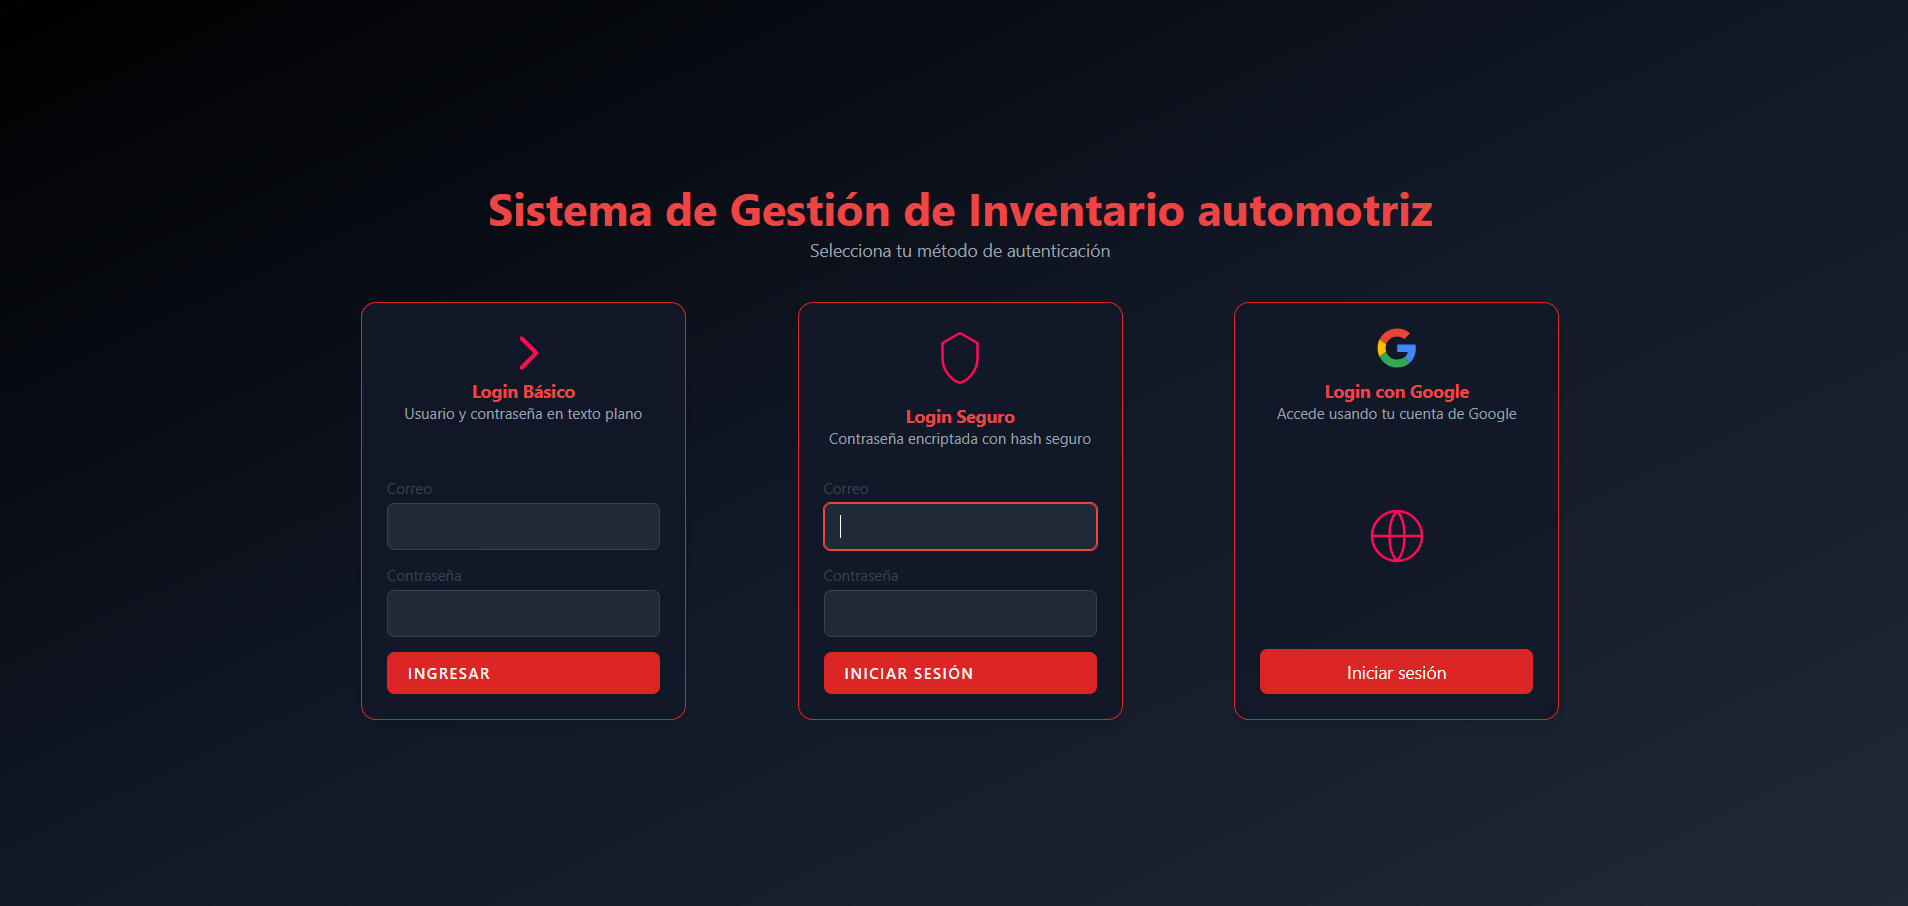 Sistema de Gestión de Inventario automotriz
Selecciona tu método de autenticación
Login Básico
Usuario y contraseña en texto plano
Correo
Contraseña
INGRESAR
Login Seguro
Contraseña encriptada con hash seguro
Correo
Contraseña
INICIAR SESIÓN
Login con Google
Accede usando tu cuenta de Google
Iniciar sesión